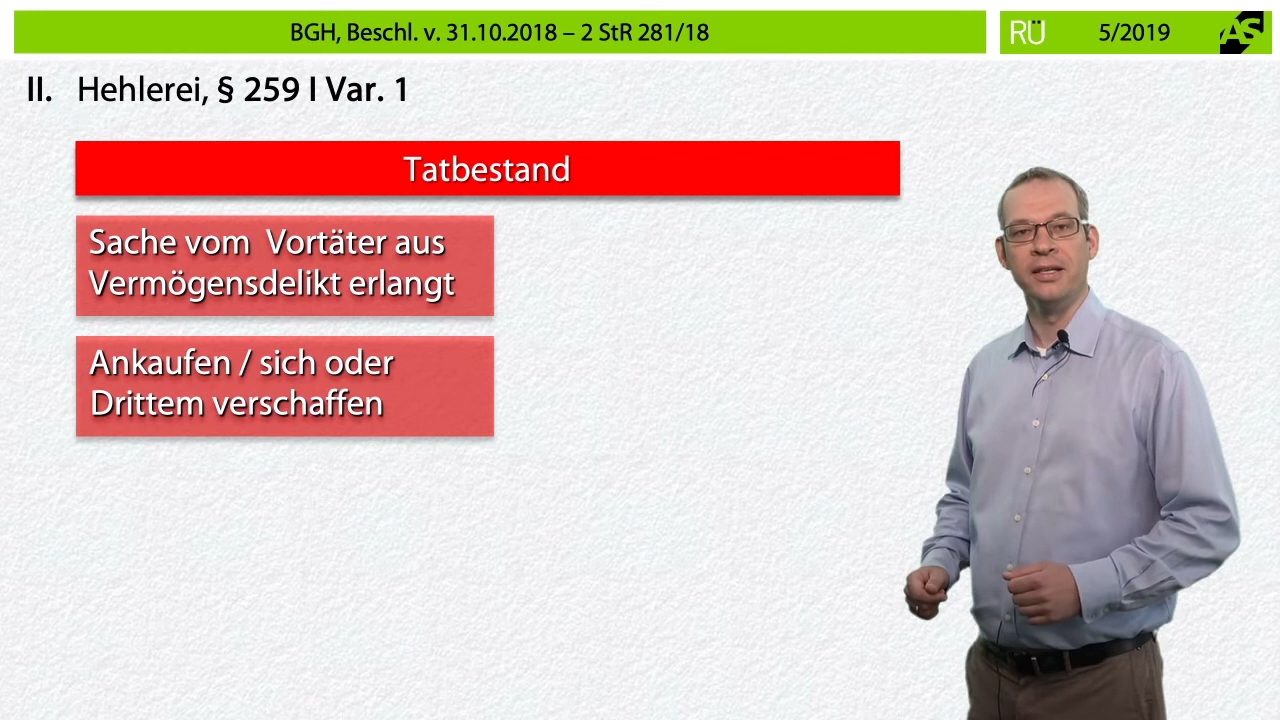 BGH, Beschl. v. 31.10.2018 – 2 StR 281/18
RÜ 5/2019 AS
II. Hehlerei, § 259 I Var. 1
Tatbestand
Sache vom Vortäter aus
Vermögensdelikt erlangt
Ankaufen / sich oder
Drittem verschaffen